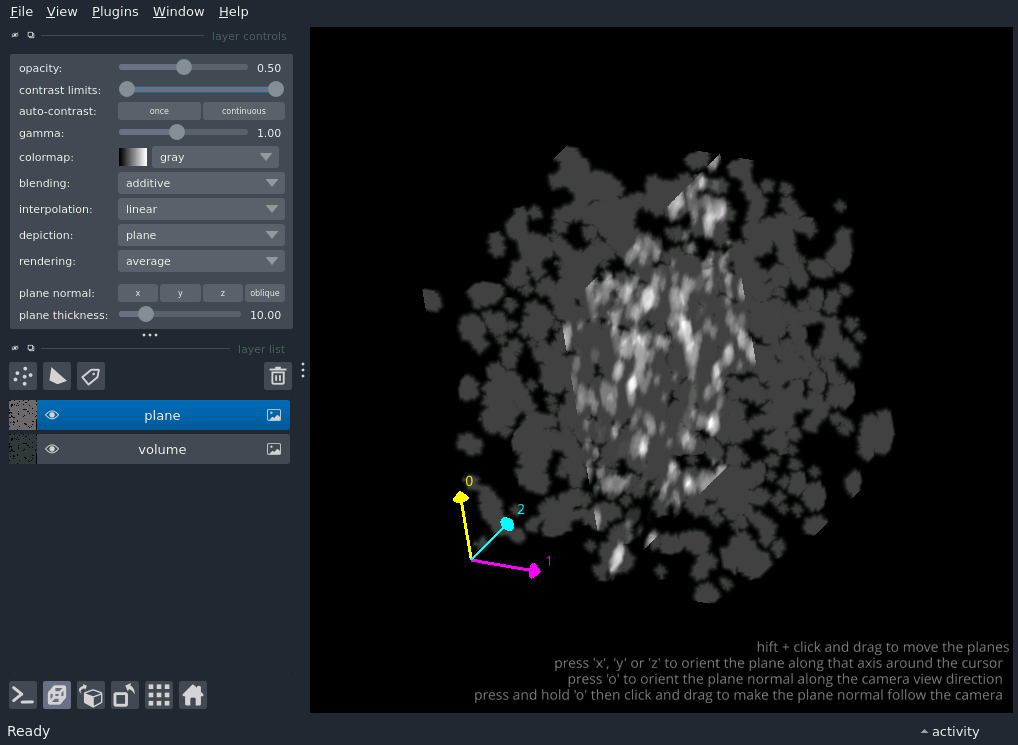 File View Plugins Window Help
layer controls
opacity: 0.50
contrast limits:
auto-contrast: once continuous
gamma: 1.00
colormap: gray
blending: additive
interpolation: linear
depiction: plane
rendering: average
plane normal: x y z oblique
plane thickness: 10.00
layer list
plane
volume
0
2
1
hift + click and drag to move the planes
press 'x', 'y' or 'z' to orient the plane along that axis around the cursor
press 'o' to orient the plane normal along the camera view direction
press and hold 'o' then click and drag to make the plane normal follow the camera
Ready
activity